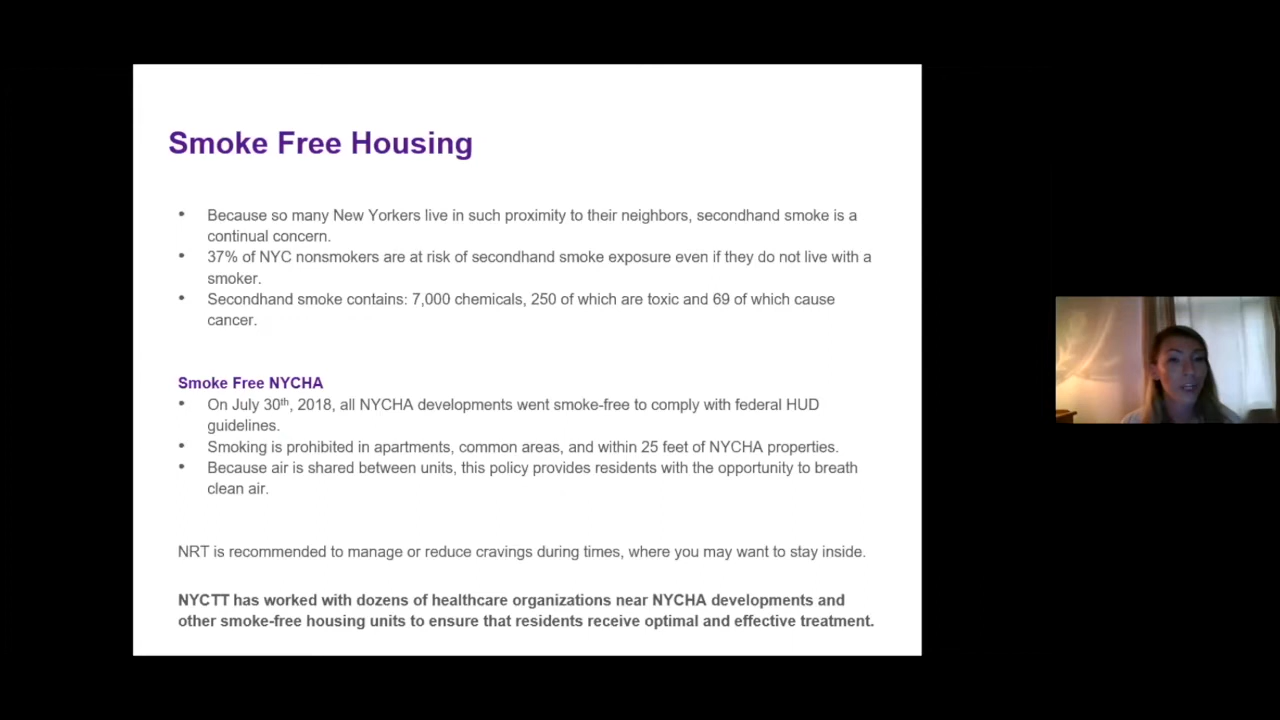 Smoke Free Housing
• Because so many New Yorkers live in such proximity to their neighbors, secondhand smoke is a
continual concern.
• 37% of NYC nonsmokers are at risk of secondhand smoke exposure even if they do not live with a
smoker.
• Secondhand smoke contains: 7,000 chemicals, 250 of which are toxic and 69 of which cause
cancer.
Smoke Free NYCHA
• On July 30th, 2018, all NYCHA developments went smoke-free to comply with federal HUD
guidelines.
• Smoking is prohibited in apartments, common areas, and within 25 feet of NYCHA properties.
• Because air is shared between units, this policy provides residents with the opportunity to breath
clean air.
NRT is recommended to manage or reduce cravings during times, where you may want to stay inside.
NYCTT has worked with dozens of healthcare organizations near NYCHA developments and
other smoke-free housing units to ensure that residents receive optimal and effective treatment.